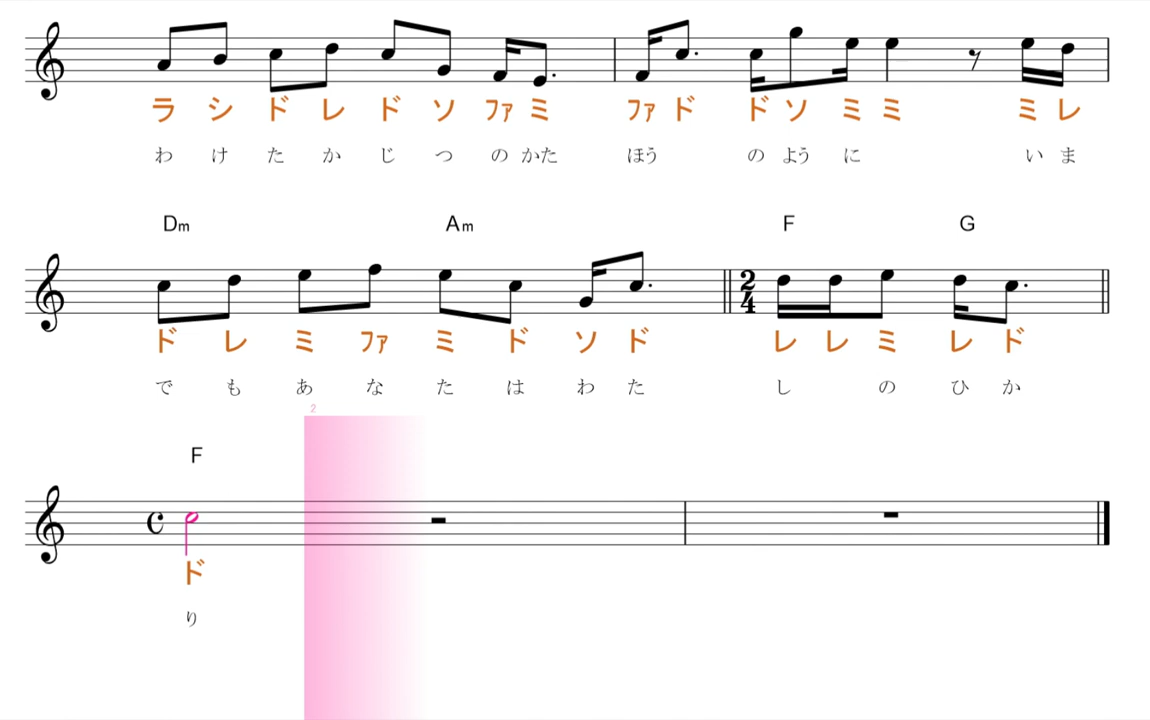 ラ シ ド レ ド ソ ファ ミ ファ ド ド ソ ミ ミ ミ レ
わ け た か じ つ の かた ほう の よう に い ま
Dm Am F G
2/4
ド レ ミ ファ ミ ド ソ ド レ レ ミ レ ド
で も あ な た は わ た し の ひ か
2
F
ド
り